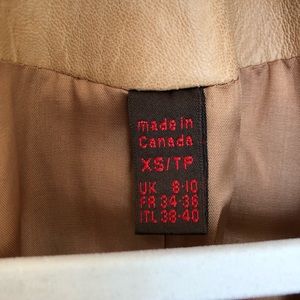 made in
Canada
XS/TP
UK 8-10
FR 34-36
ITL 38-40